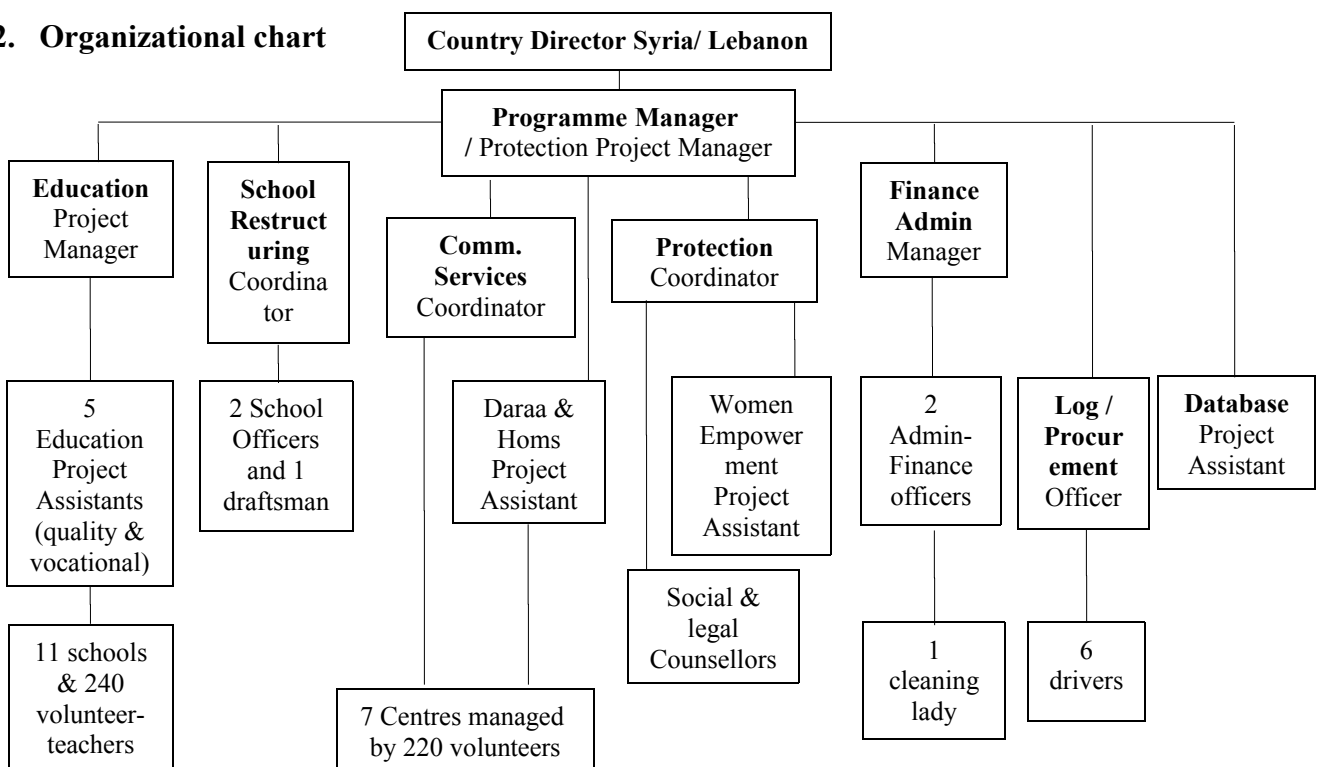 2. Organizational chart
Country Director Syria/ Lebanon
Programme Manager
/ Protection Project Manager
Education
Project
Manager
School
Restruct
uring
Coordina
tor
Comm.
Services
Coordinator
Protection
Coordinator
Finance
Admin
Manager
5
Education
Project
Assistants
(quality &
vocational)
2 School
Officers
and 1
draftsman
Daraa &
Homs
Project
Assistant
Women
Empower
ment
Project
Assistant
2
Admin-
Finance
officers
Log /
Procur
ement
Officer
Database
Project
Assistant
Social &
legal
Counsellors
11 schools
& 240
volunteer-
teachers
7 Centres managed
by 220 volunteers
1
cleaning
lady
6
drivers